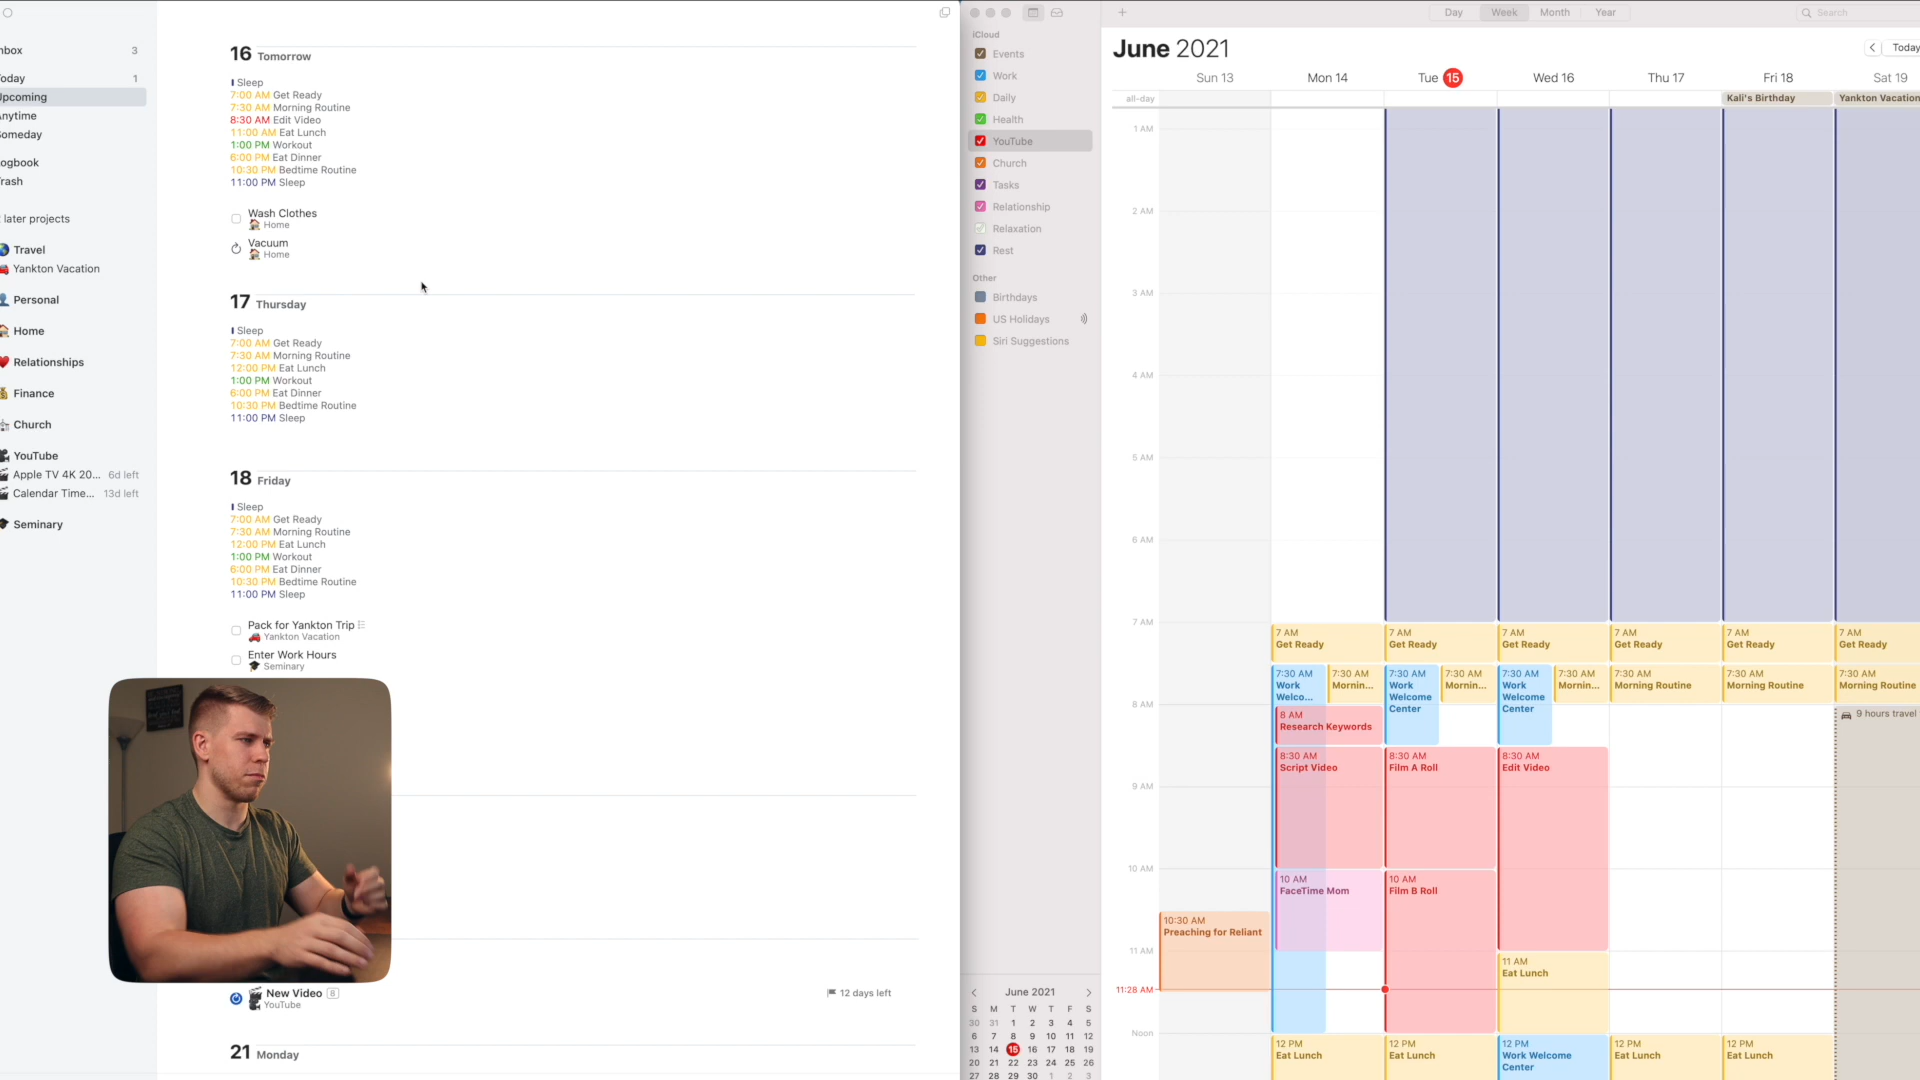 nbox 3
oday 1
Upcoming
nytime
omeday
ogbook
rash
later projects
Travel
Yankton Vacation
Personal
Home
Relationships
Finance
Church
YouTube
Apple TV 4K 20... 6d left
Calendar Time... 13d left
Seminary
16 Tomorrow
Sleep
7:00 AM Get Ready
7:30 AM Morning Routine
8:30 AM Edit Video
11:00 AM Eat Lunch
1:00 PM Workout
6:00 PM Eat Dinner
10:30 PM Bedtime Routine
11:00 PM Sleep
Wash Clothes
Home
Vacuum
Home
17 Thursday
Sleep
7:00 AM Get Ready
7:30 AM Morning Routine
12:00 PM Eat Lunch
1:00 PM Workout
6:00 PM Eat Dinner
10:30 PM Bedtime Routine
11:00 PM Sleep
18 Friday
Sleep
7:00 AM Get Ready
7:30 AM Morning Routine
12:00 PM Eat Lunch
1:00 PM Workout
6:00 PM Eat Dinner
10:30 PM Bedtime Routine
11:00 PM Sleep
Pack for Yankton Trip
Yankton Vacation
Enter Work Hours
Seminary
New Video 8 12 days left
YouTube
21 Monday
iCloud
Events
Work
Daily
Health
YouTube
Church
Tasks
Relationship
Relaxation
Rest
Other
Birthdays
US Holidays
Siri Suggestions
June 2021
S M T W T F S
30 31 1 2 3 4 5
6 7 8 9 10 11 12
13 14 15 16 17 18 19
20 21 22 23 24 25 26
27 28 29 30 1 2 3
+ Day Week Month Year Search
June 2021 Today
Sun 13 Mon 14 Tue 15 Wed 16 Thu 17 Fri 18 Sat 19
all-day Kali's Birthday Yankton Vacation
1 AM
2 AM
3 AM
4 AM
5 AM
6 AM
7 AM
7 AM 7 AM 7 AM 7 AM 7 AM 7 AM
Get Ready Get Ready Get Ready Get Ready Get Ready Get Ready
7:30 AM 7:30 AM 7:30 AM 7:30 AM 7:30 AM 7:30 AM 7:30 AM 7:30 AM 7:30 AM
Work Mornin... Work Mornin... Work Mornin... Morning Routine Morning Routine Morning Routine
Welco... Welcome Welcome
Center Center
8 AM
8 AM 9 hours travel
Research Keywords
8:30 AM 8:30 AM 8:30 AM
Script Video Film A Roll Edit Video
9 AM
10 AM
10 AM 10 AM
FaceTime Mom Film B Roll
10:30 AM
Preaching for Reliant
11 AM
11 AM
Eat Lunch
11:28 AM
Noon
12 PM 12 PM 12 PM 12 PM 12 PM
Eat Lunch Eat Lunch Work Welcome Eat Lunch Eat Lunch
Center